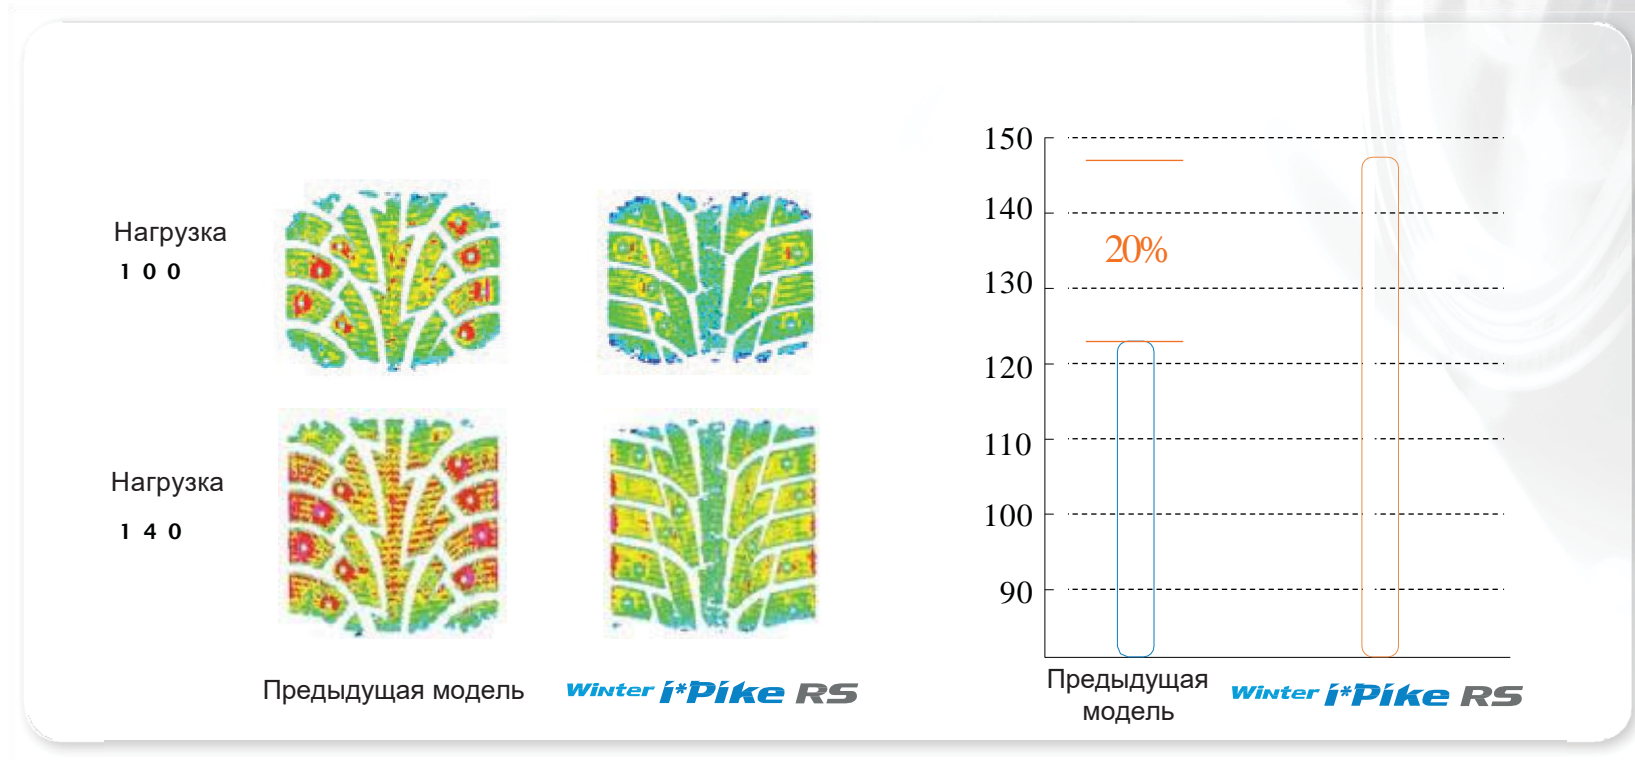 Нагрузка
1 0 0
Нагрузка
1 4 0
Предыдущая модель
Winter i*Pike RS
150
140
20%
130
120
110
100
90
Предыдущая
модель
Winter i*Pike RS